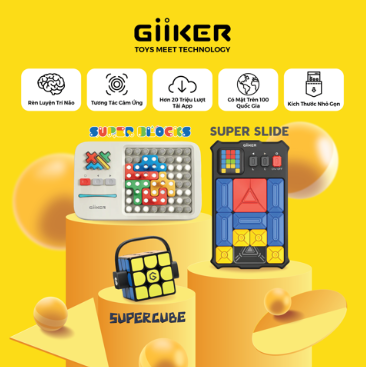 GiiKER
TOYS MEET TECHNOLOGY
Rèn Luyện Trí Não
Tương Tác Cảm Ứng
Hơn 20 Triệu Lượt
Tải App
Có Mặt Trên 100
Quốc Gia
Kích Thước Nhỏ Gọn
SUPER BLOCKS
SUPER SLIDE
GiiKER
SUPERCUBE